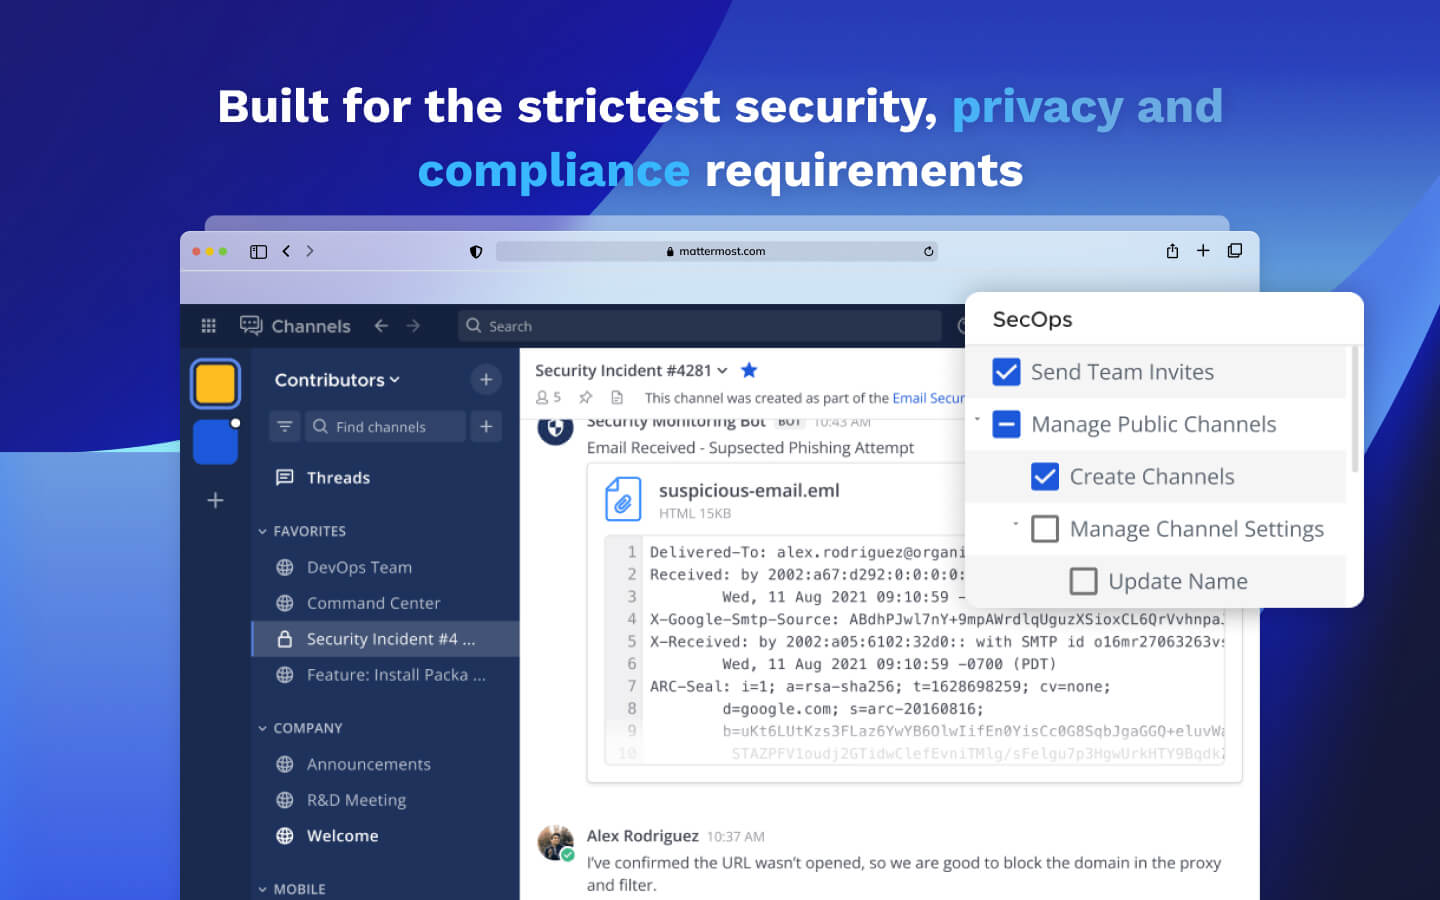 Built for the strictest security, privacy and
compliance requirements
mattermost.com
Channels
Search
Contributors
Find channels
Threads
FAVORITES
DevOps Team
Command Center
Security Incident #4 ...
Feature: Install Packa ...
COMPANY
Announcements
R&D Meeting
Welcome
MOBILE
Security Incident #4281
5
This channel was created as part of the Email Secur
Security Monitoring Bot BOT 10:43 AM
Email Received - Supsected Phishing Attempt
suspicious-email.eml
HTML 15KB
1 Delivered-To: alex.rodriguez@organi
2 Received: by 2002:a67:d292:0:0:0:0:
3 Wed, 11 Aug 2021 09:10:59 -
4 X-Google-Smtp-Source: ABdhPJwl7nY+9mpAWrdlqUguzXSioxCL6QrVvhnpaJ
5 X-Received: by 2002:a05:6102:32d0:: with SMTP id o16mr27063263vs
6 Wed, 11 Aug 2021 09:10:59 -0700 (PDT)
7 ARC-Seal: i=1; a=rsa-sha256; t=1628698259; cv=none;
8 d=google.com; s=arc-20160816;
9 b=uKt6LUtKzs3FLaz6YwYB6OlwIifEn0YisCc0G8SqbJgaGGQ+eluvWa
10 STAZPFV1oudj2GTidwClefEvniTMlg/sFelgu7p3HgwUrkHTY9BqdkZ
Alex Rodriguez 10:37 AM
I've confirmed the URL wasn't opened, so we are good to block the domain in the proxy
and filter.
SecOps
Send Team Invites
Manage Public Channels
Create Channels
Manage Channel Settings
Update Name